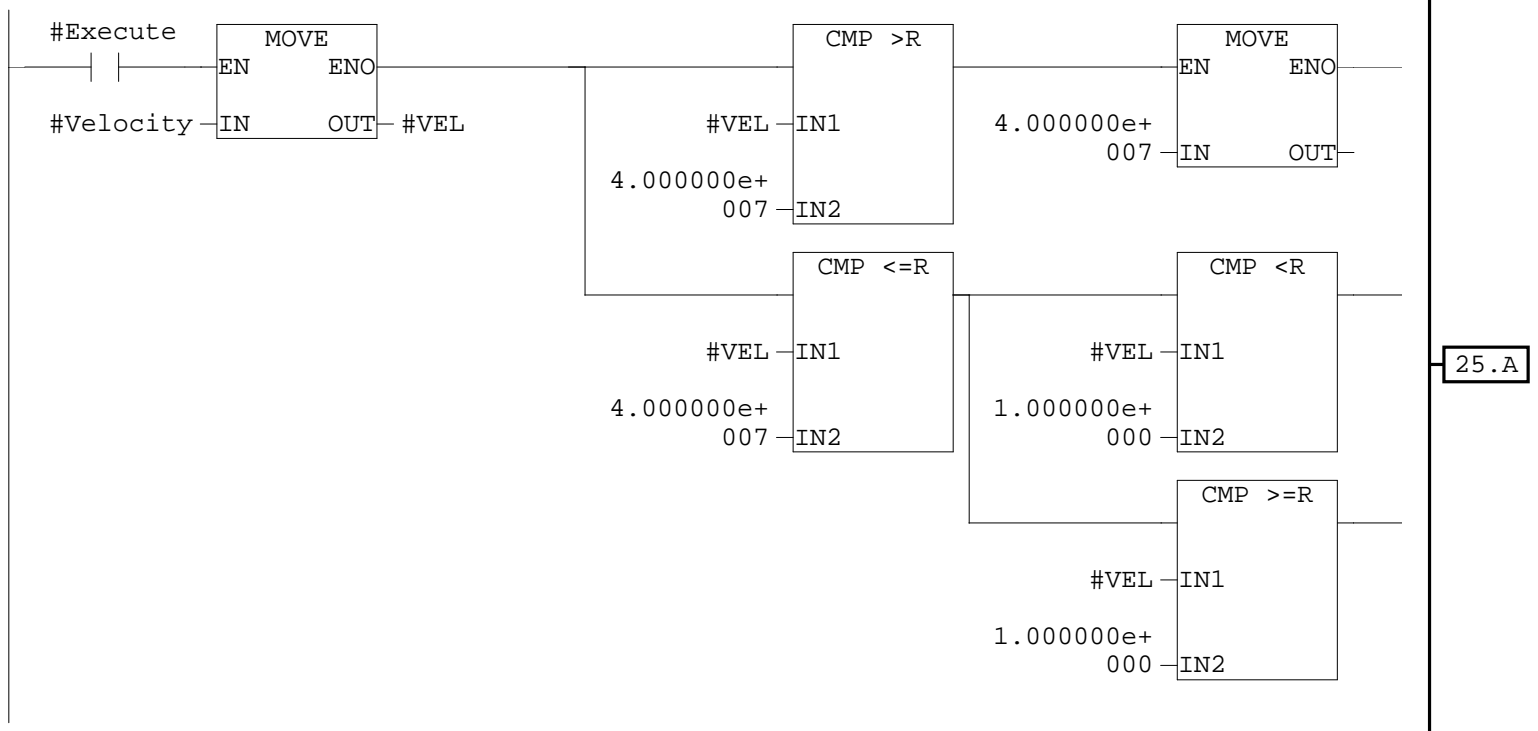 #Execute
MOVE
EN ENO
#Velocity IN OUT #VEL
CMP >R
#VEL IN1
4.000000e+
007 IN2
MOVE
EN ENO
4.000000e+
007 IN OUT
CMP <=R
#VEL IN1
4.000000e+
007 IN2
CMP <R
#VEL IN1
1.000000e+
000 IN2
25.A
CMP >=R
#VEL IN1
1.000000e+
000 IN2